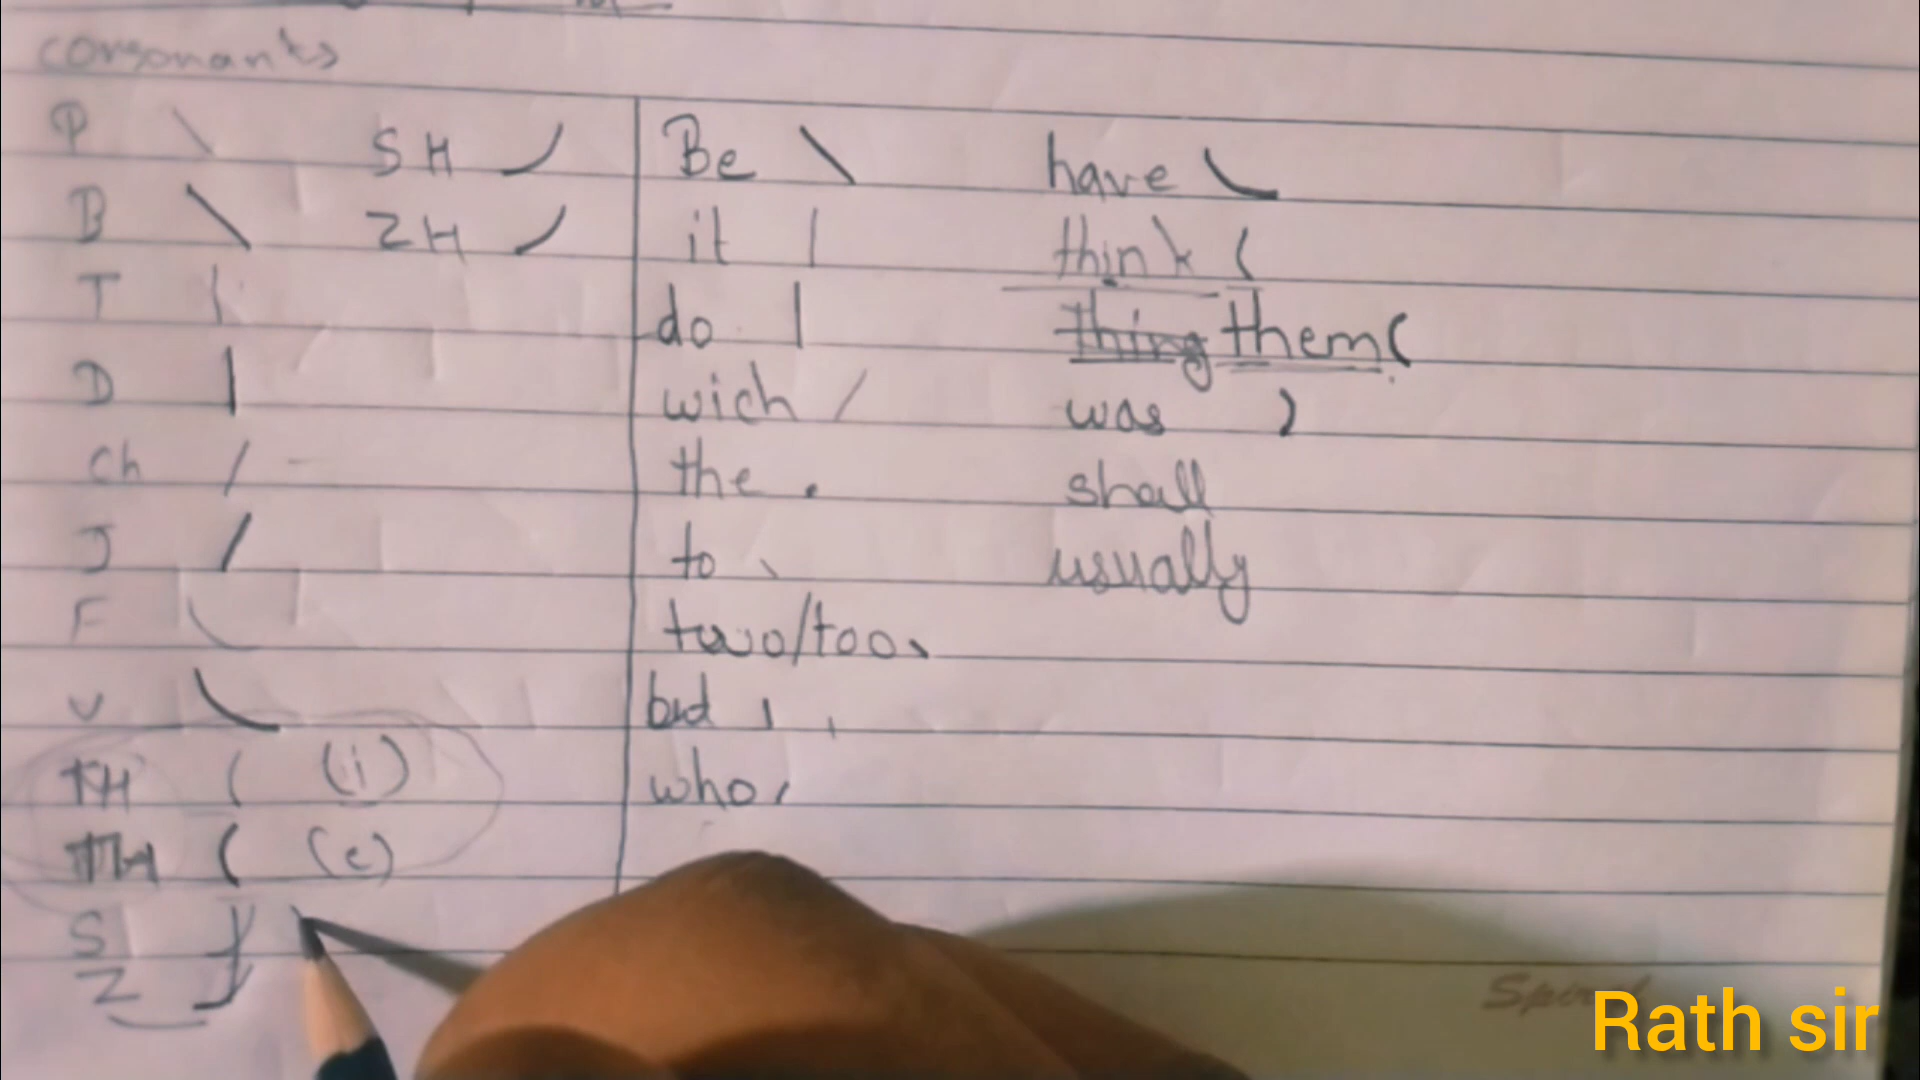 consonants
P \ SH Be \ have
B \ ZH it | think (
T | do | thing them (
D | wich / was )
Ch / - the . shall
J / to \ usually
F two/too
V but
TH ( (i) who
TH ( (e)
S
Z
Rath sir